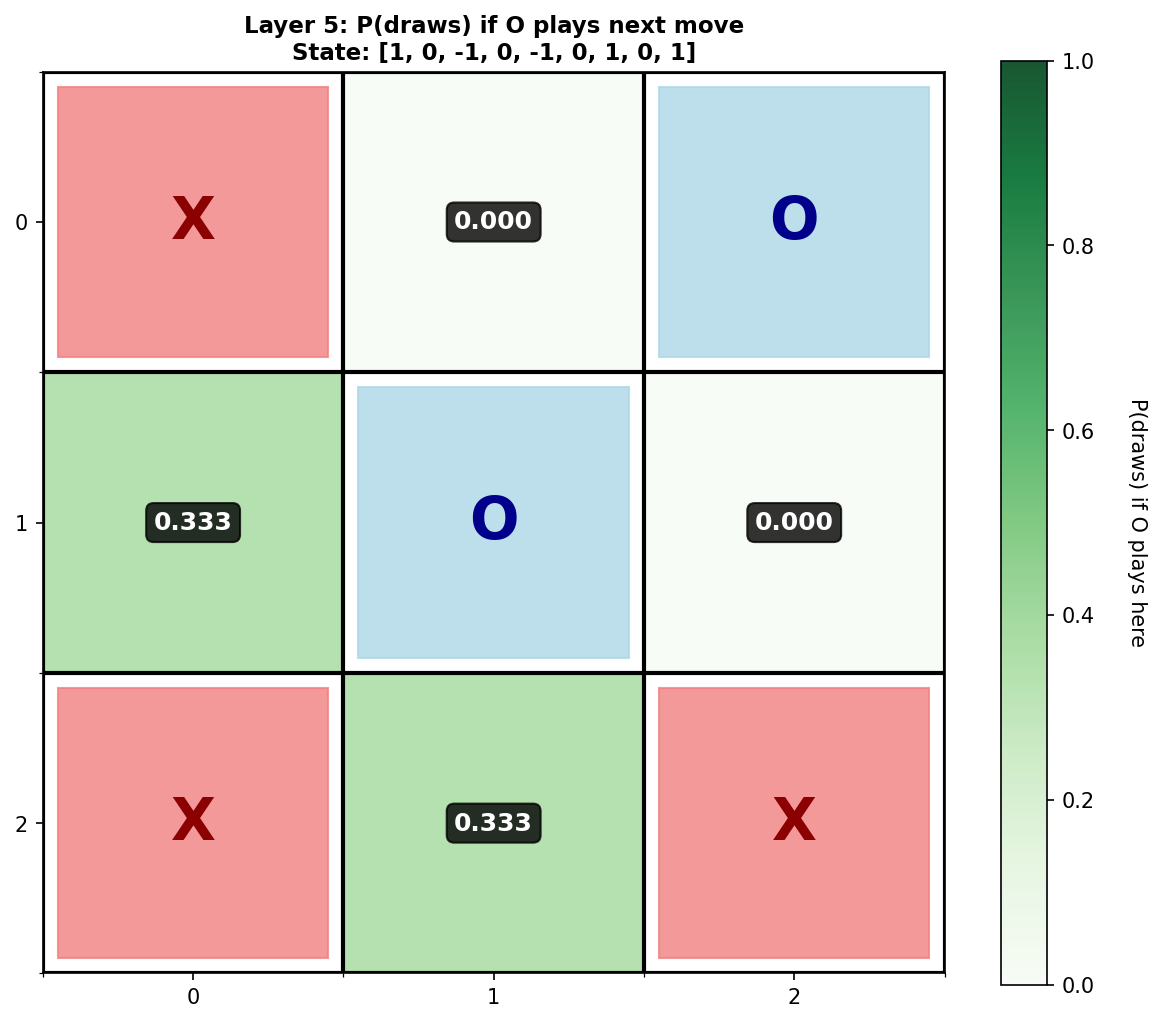 Layer 5: P(draws) if O plays next move
State: [1, 0, -1, 0, -1, 0, 1, 0, 1]
X
0.000
O
0.333
O
0.000
X
0.333
X
0
1
2
0
1
2
1.0
0.8
0.6
0.4
0.2
0.0
P(draws) if O plays here